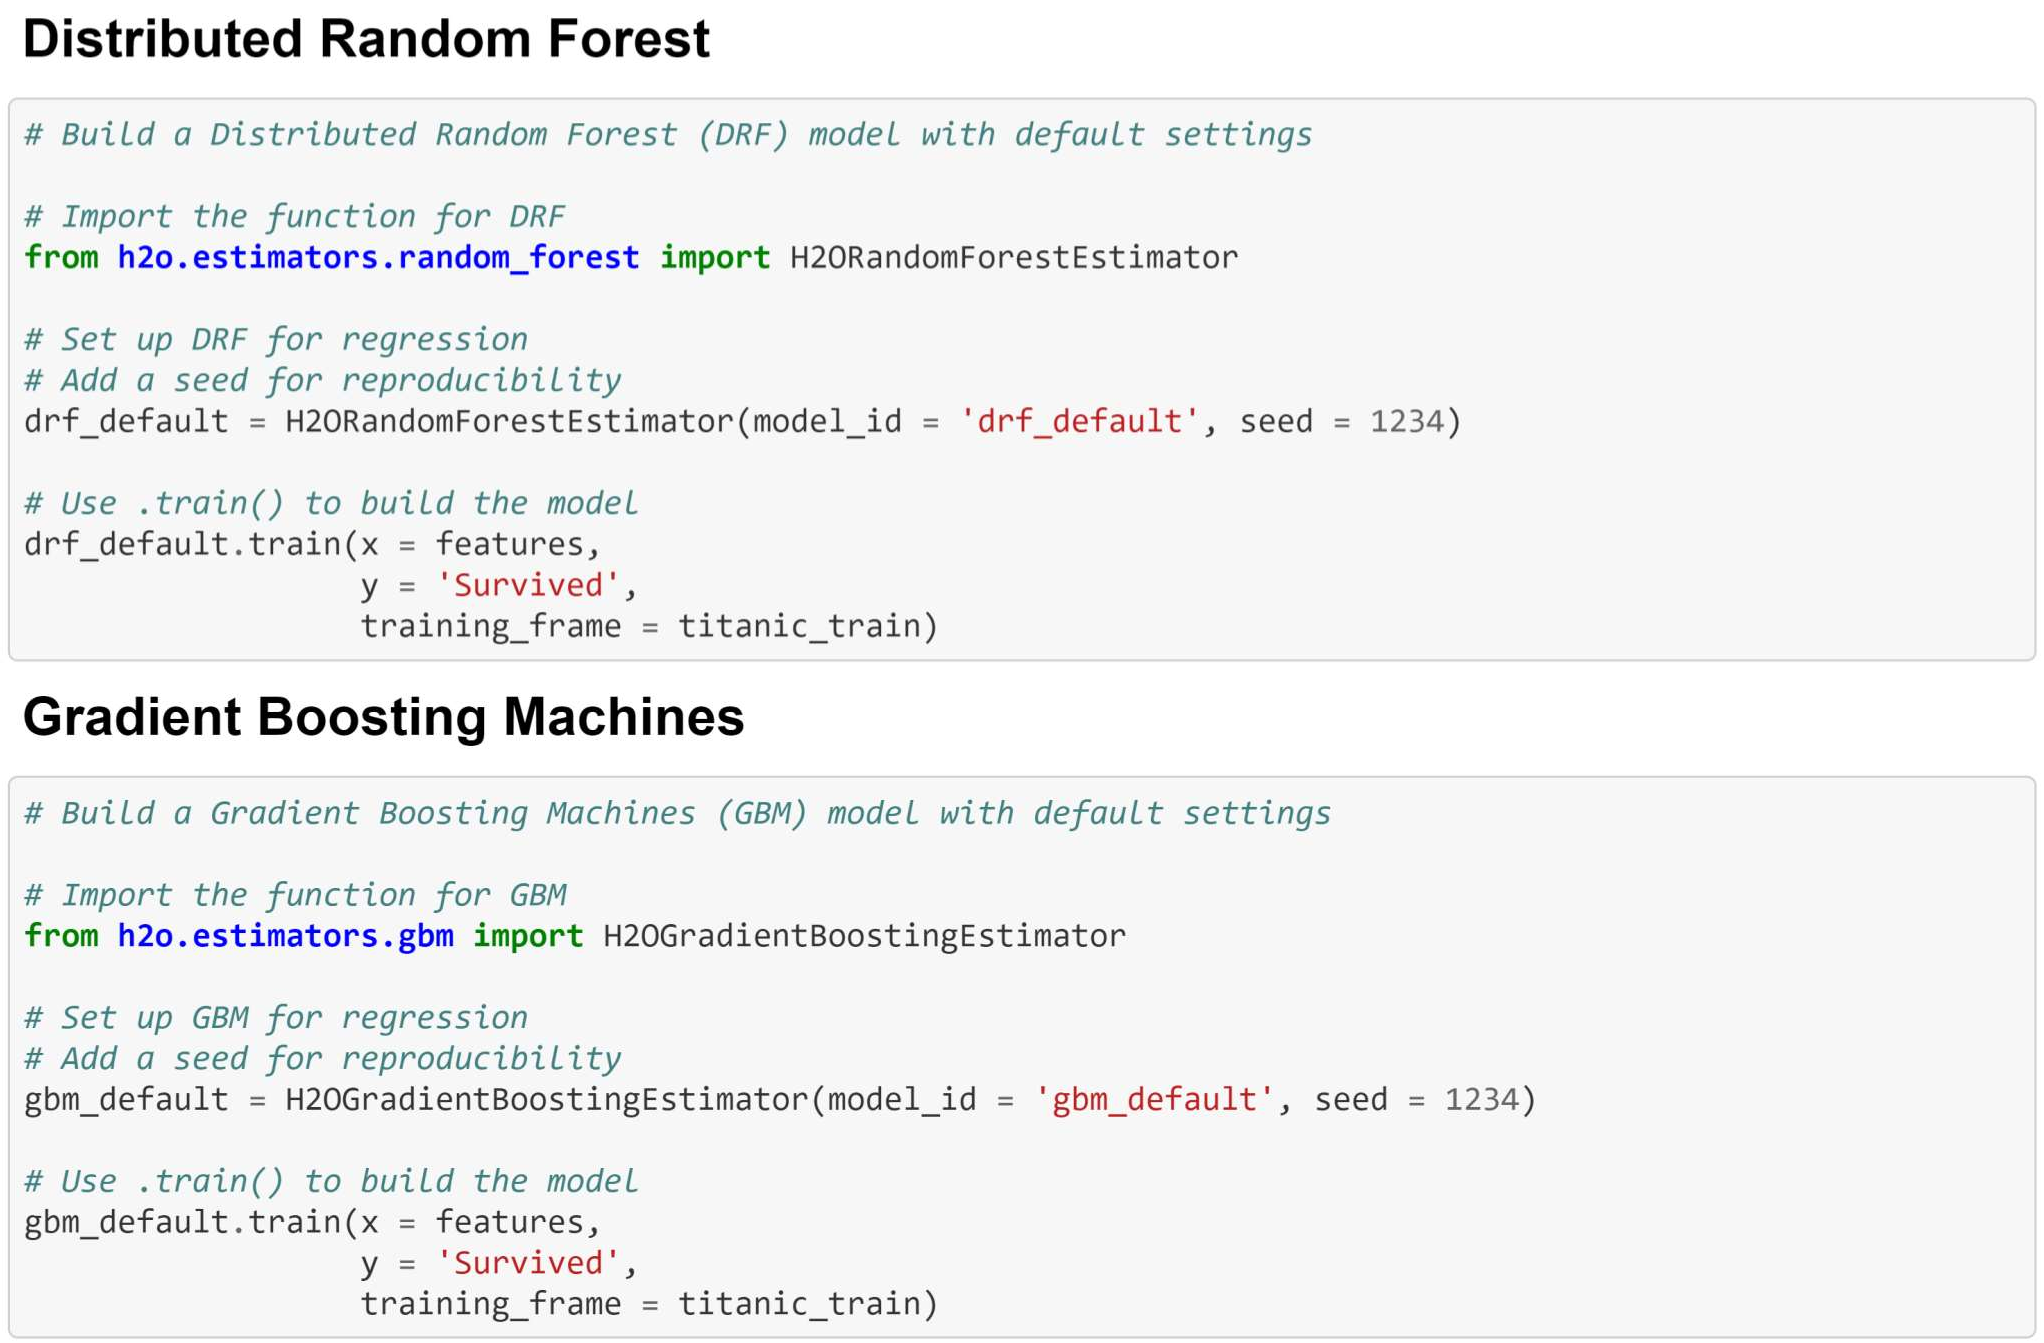 Distributed Random Forest
# Build a Distributed Random Forest (DRF) model with default settings
# Import the function for DRF
from h2o.estimators.random_forest import H2ORandomForestEstimator
# Set up DRF for regression
# Add a seed for reproducibility
drf_default = H2ORandomForestEstimator(model_id = 'drf_default', seed = 1234)
# Use .train() to build the model
drf_default.train(x = features,
y = 'Survived',
training_frame = titanic_train)
Gradient Boosting Machines
# Build a Gradient Boosting Machines (GBM) model with default settings
# Import the function for GBM
from h2o.estimators.gbm import H2OGradientBoostingEstimator
# Set up GBM for regression
# Add a seed for reproducibility
gbm_default = H2OGradientBoostingEstimator(model_id = 'gbm_default', seed = 1234)
# Use .train() to build the model
gbm_default.train(x = features,
y = 'Survived',
training_frame = titanic_train)